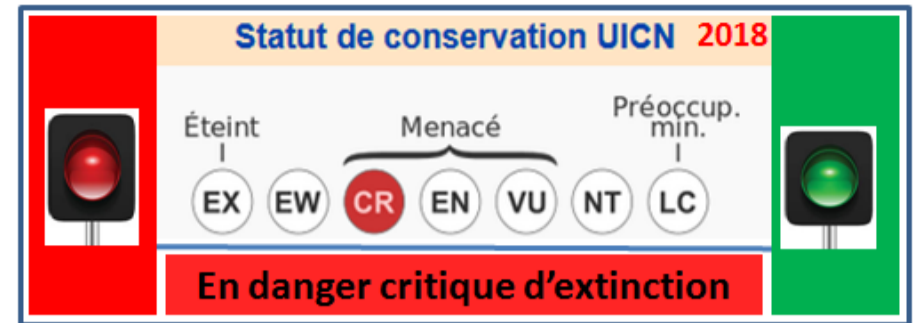 Statut de conservation UICN 2018
Éteint
Menacé
Préoccup.
min.
EX EW CR EN VU NT LC
En danger critique d’extinction